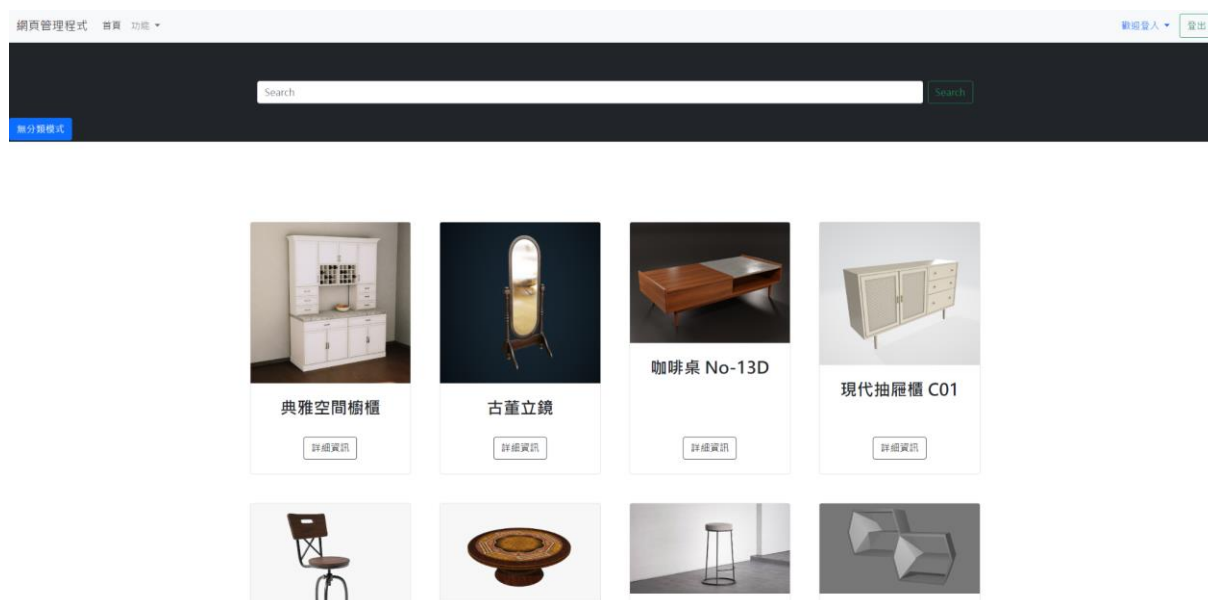 網頁管理程式 首頁 功能
歡迎登入 登出
Search Search
無分類模式
典雅空間櫥櫃
詳細資訊
古董立鏡
詳細資訊
咖啡桌 No-13D
詳細資訊
現代抽屜櫃 C01
詳細資訊